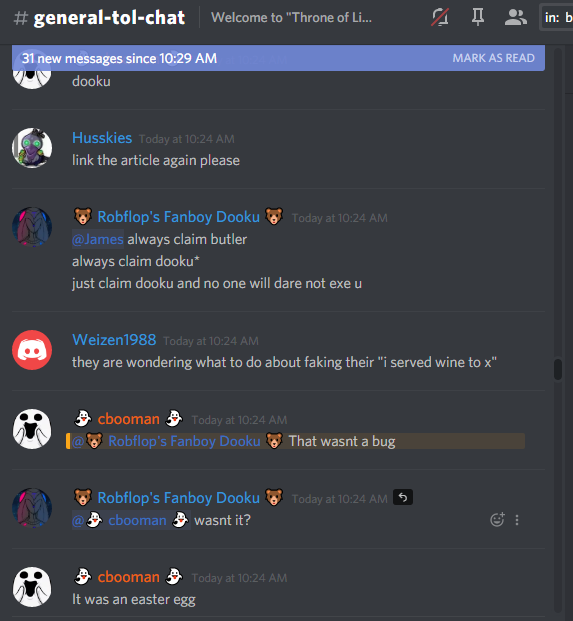 # general-tol-chat
Welcome to "Throne of Li...
in: b
31 new messages since 10:29 AM
MARK AS READ
dooku
Husskies Today at 10:24 AM
link the article again please
Robflop's Fanboy Dooku Today at 10:24 AM
@James always claim butler
always claim dooku*
just claim dooku and no one will dare not exe u
Weizen1988 Today at 10:24 AM
they are wondering what to do about faking their "i served wine to x"
cbooman Today at 10:24 AM
@ Robflop's Fanboy Dooku That wasnt a bug
Robflop's Fanboy Dooku Today at 10:24 AM
@ cbooman wasnt it?
cbooman Today at 10:24 AM
It was an easter egg